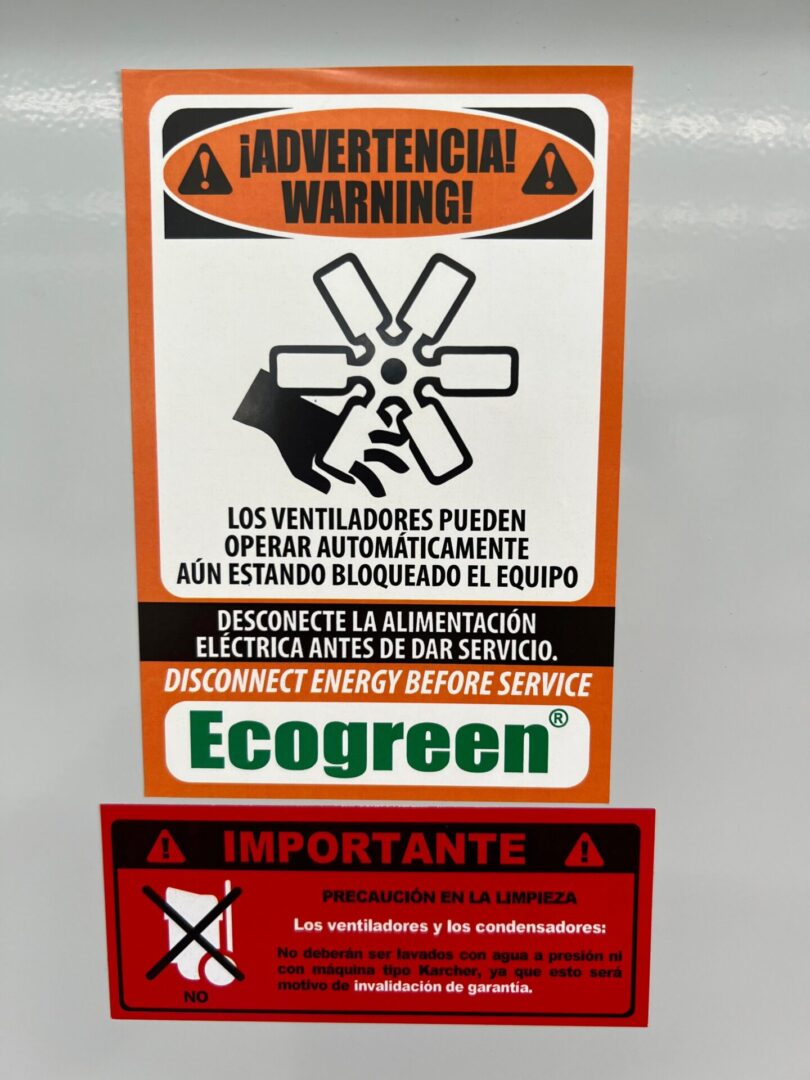 ¡ADVERTENCIA!
WARNING!
LOS VENTILADORES PUEDEN
OPERAR AUTOMÁTICAMENTE
AÚN ESTANDO BLOQUEADO EL EQUIPO
DESCONECTE LA ALIMENTACIÓN
ELÉCTRICA ANTES DE DAR SERVICIO.
DISCONNECT ENERGY BEFORE SERVICE
Ecogreen®
IMPORTANTE
PRECAUCIÓN EN LA LIMPIEZA
Los ventiladores y los condensadores:
No deberán ser lavados con agua a presión ni
con máquina tipo Karcher, ya que esto será
motivo de invalidación de garantía.
NO